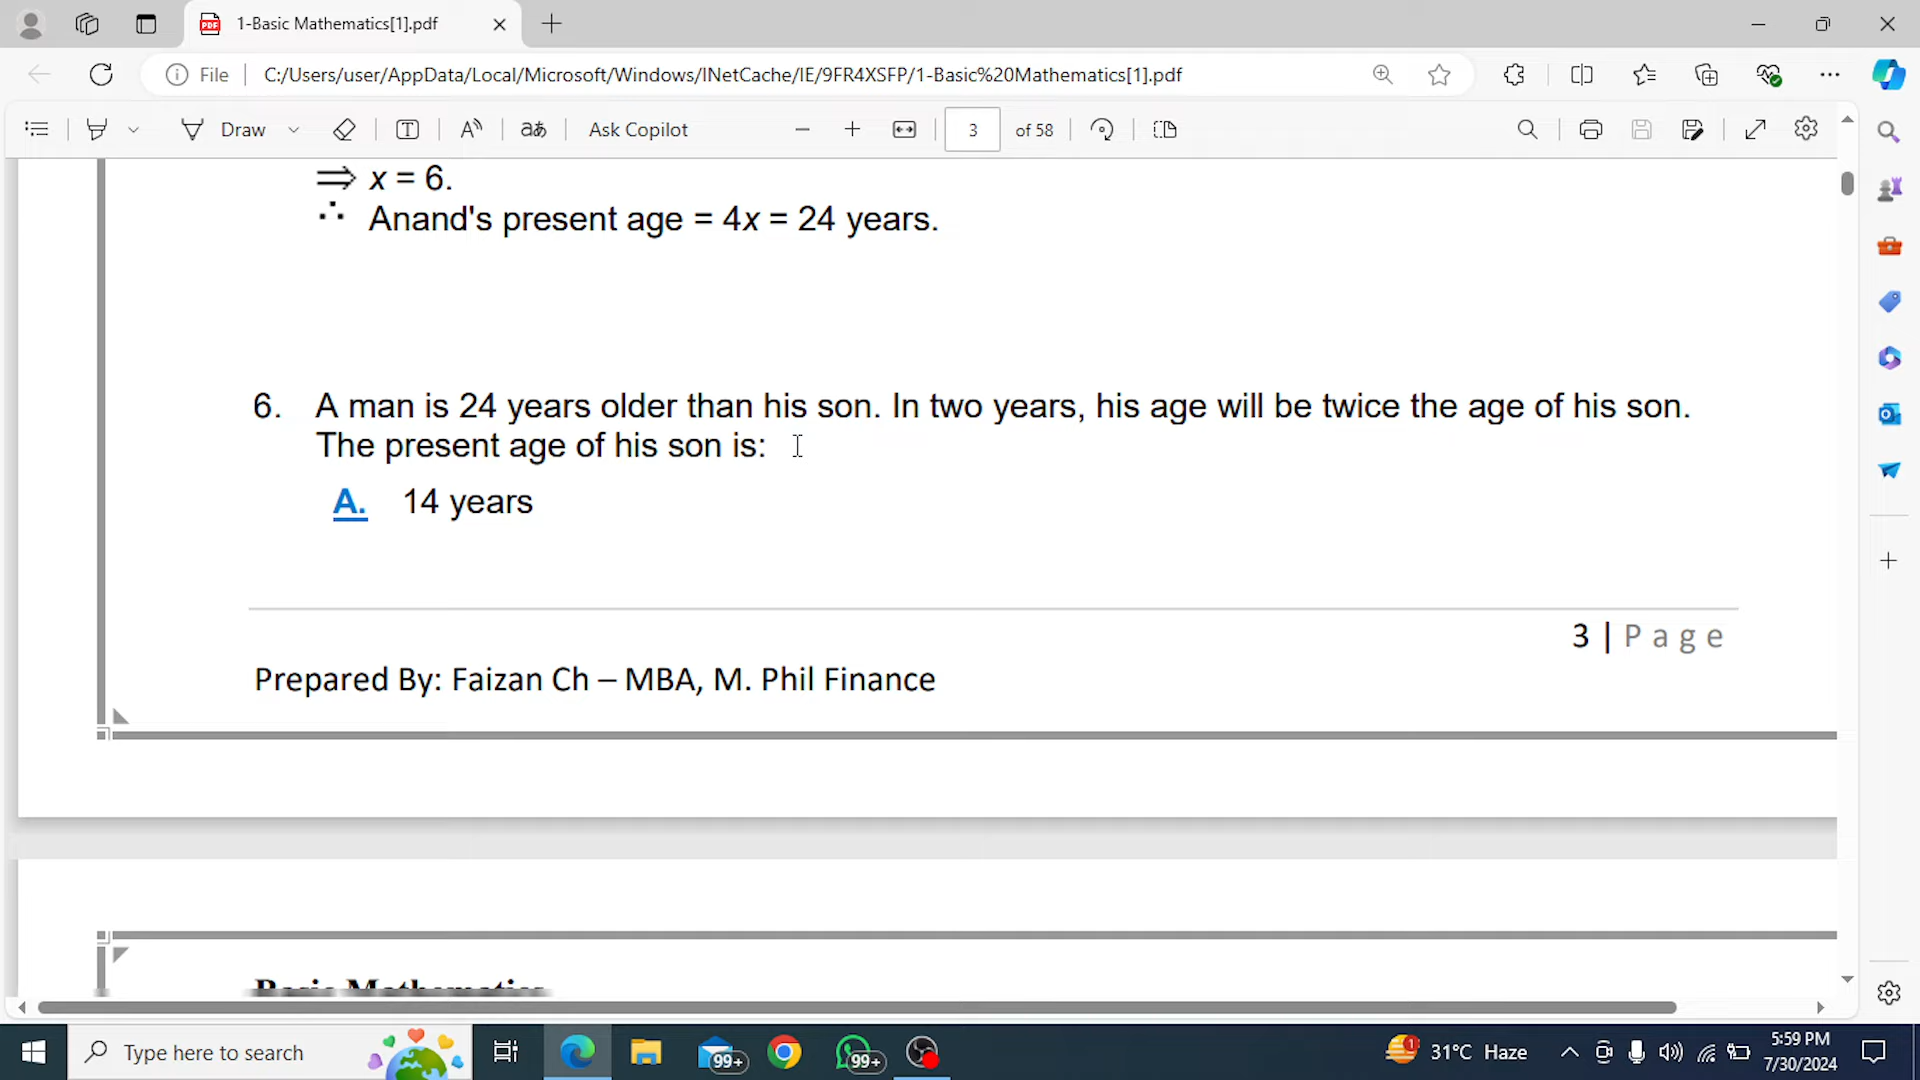 1-Basic Mathematics[1].pdf
File
C:/Users/user/AppData/Local/Microsoft/Windows/INetCache/IE/9FR4XSFP/1-Basic%20Mathematics[1].pdf
Draw
Ask Copilot
3 of 58
⟹ x = 6.
∴ Anand's present age = 4x = 24 years.
6. A man is 24 years older than his son. In two years, his age will be twice the age of his son.
The present age of his son is:
A. 14 years
3 | Page
Prepared By: Faizan Ch – MBA, M. Phil Finance
Basic Mathematics
Type here to search
99+
99+
1
31°C Haze
5:59 PM
7/30/2024